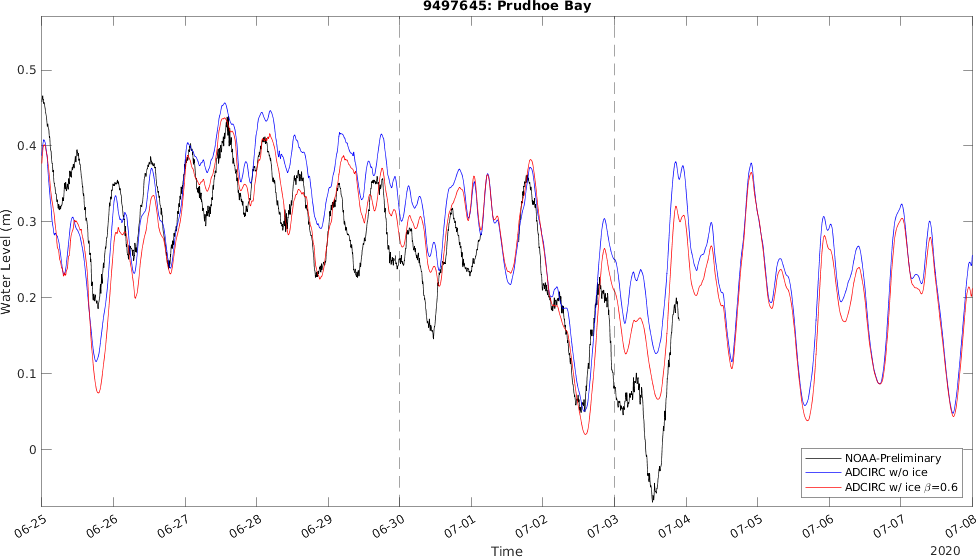 9497645: Prudhoe Bay
0.5
0.4
0.3
0.2
0.1
0
Water Level (m)
NOAA-Preliminary
ADCIRC w/o ice
ADCIRC w/ ice β=0.6
06-25 06-26 06-27 06-28 06-29 06-30 07-01 07-02 07-03 07-04 07-05 07-06 07-07 07-08
Time
2020